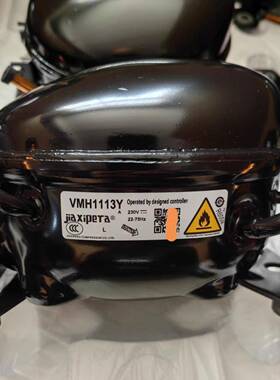 VMH1113Y
Operated by designed controller
A
230V
jiaxipera
22-75Hz
L